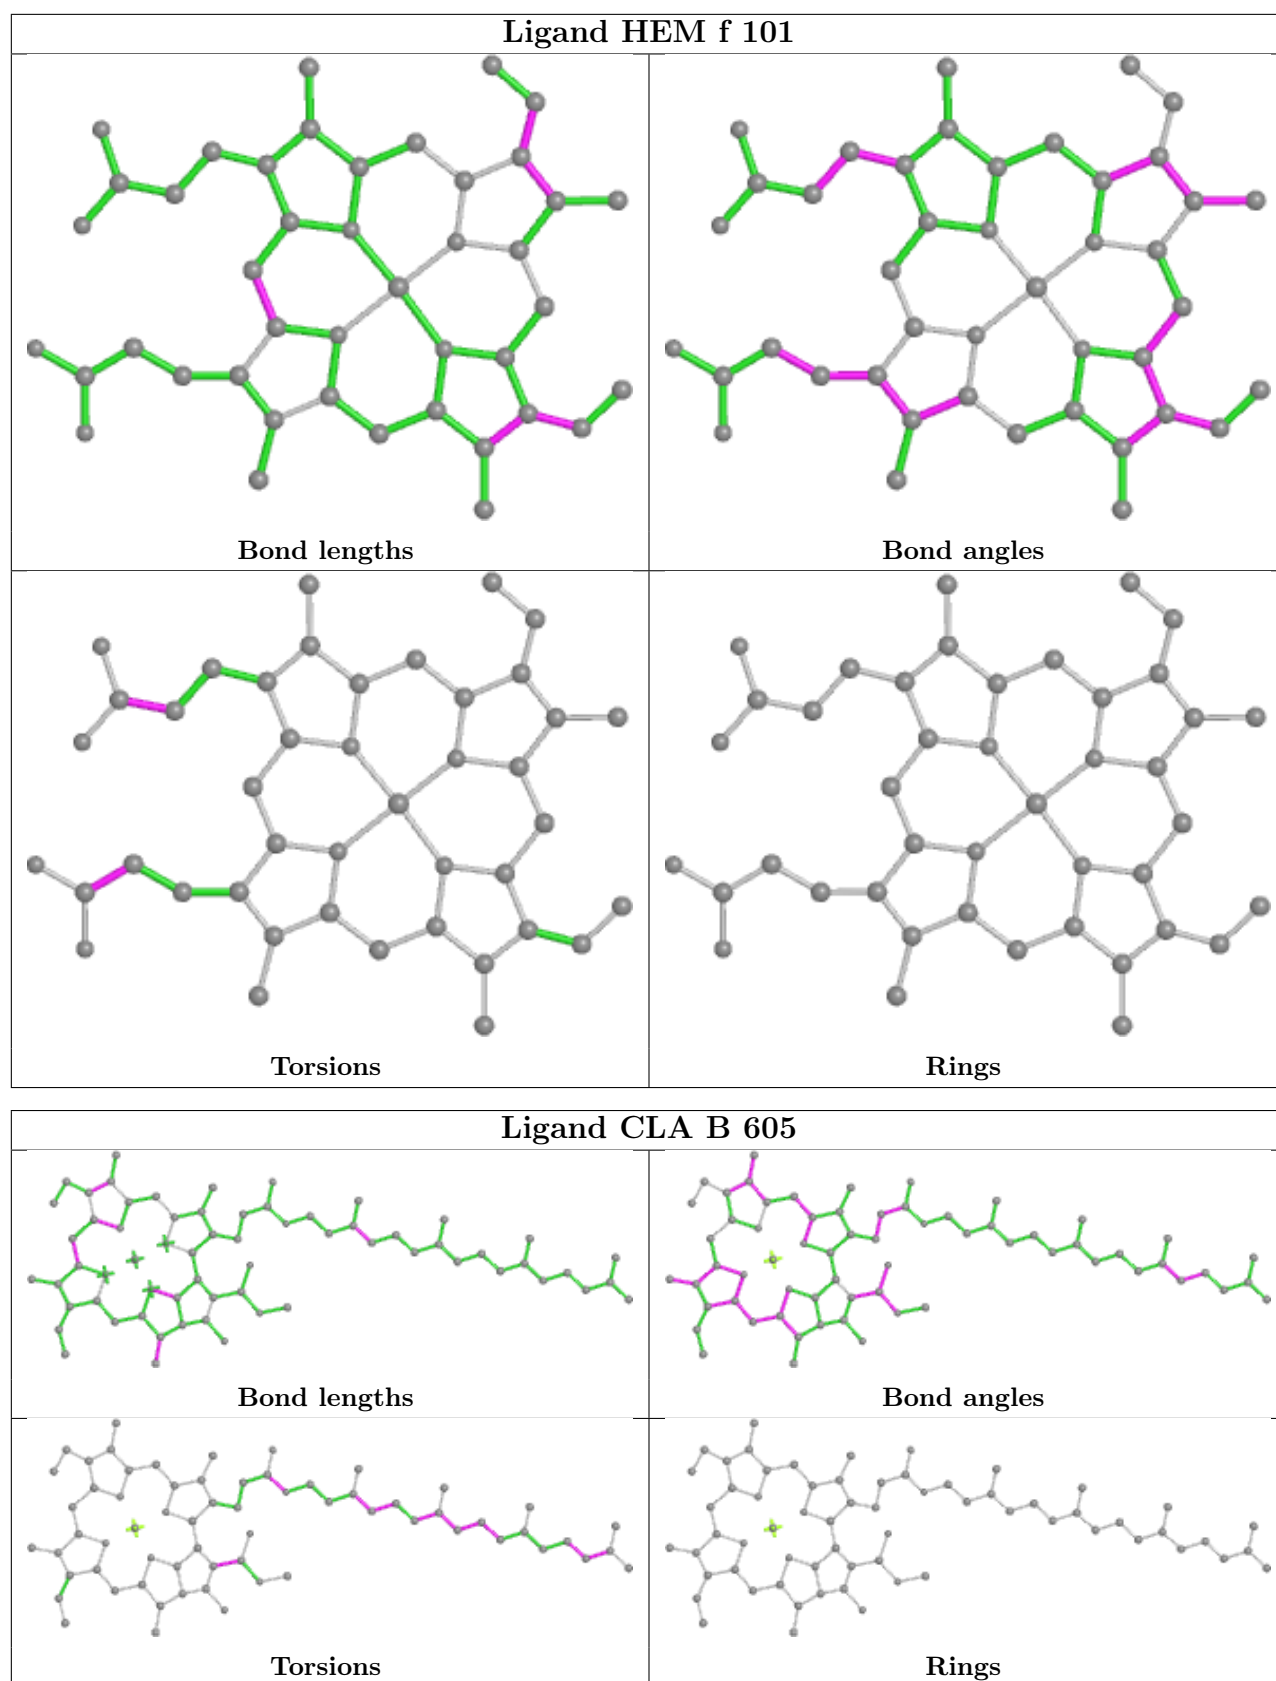 Ligand HEM f 101
Bond lengths
Bond angles
Torsions
Rings
Ligand CLA B 605
Bond lengths
Bond angles
Torsions
Rings